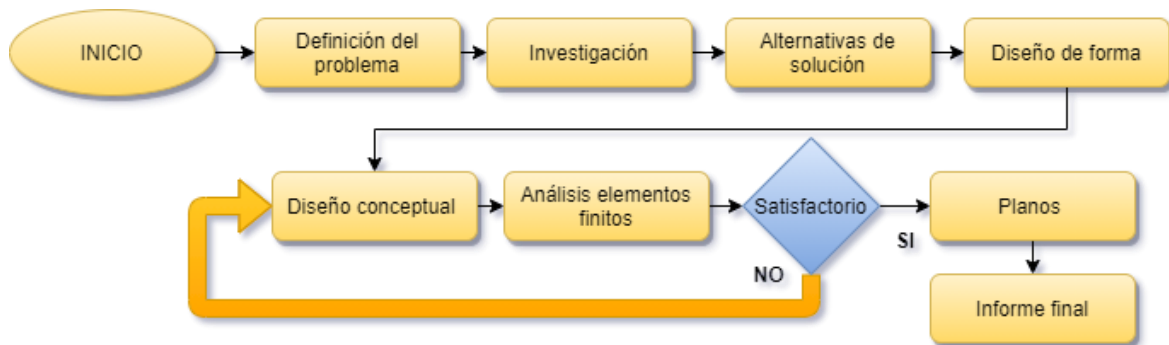 INICIO
Definición del
problema
Investigación
Alternativas de
solución
Diseño de forma
Diseño conceptual
Análisis elementos
finitos
Satisfactorio
SI
NO
Planos
Informe final